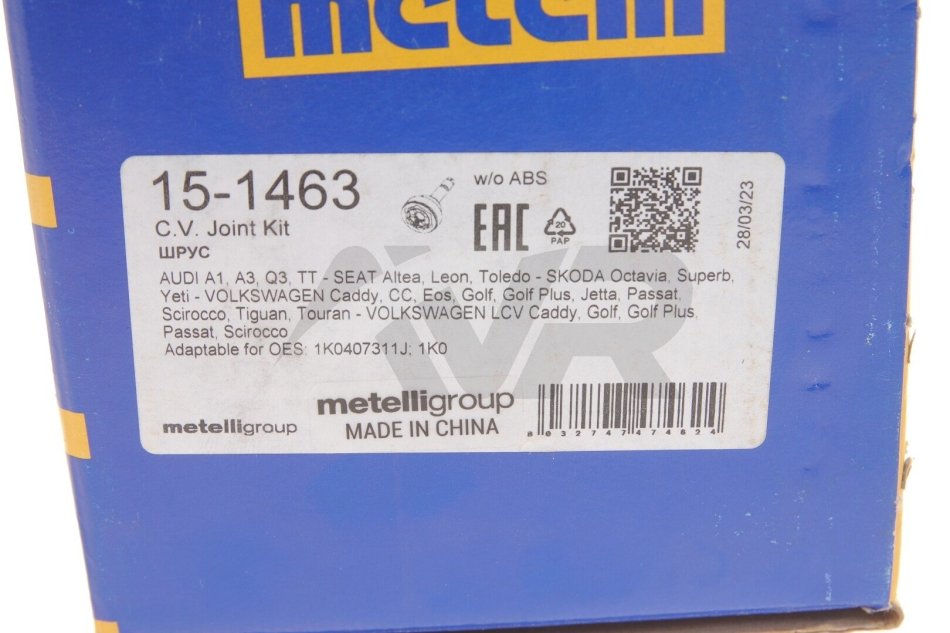 metelli
15-1463
w/o ABS
C.V. Joint Kit
ШРУС
EAC
20
PAP
28/03/23
AUDI A1, A3, Q3, TT - SEAT Altea, Leon, Toledo - SKODA Octavia, Superb,
Yeti - VOLKSWAGEN Caddy, CC, Eos, Golf, Golf Plus, Jetta, Passat,
Scirocco, Tiguan, Touran - VOLKSWAGEN LCV Caddy, Golf, Golf Plus,
Passat, Scirocco
Adaptable for OES: 1K0407311J; 1K0
AVR
metelligroup
metelligroup
MADE IN CHINA
8032747474624